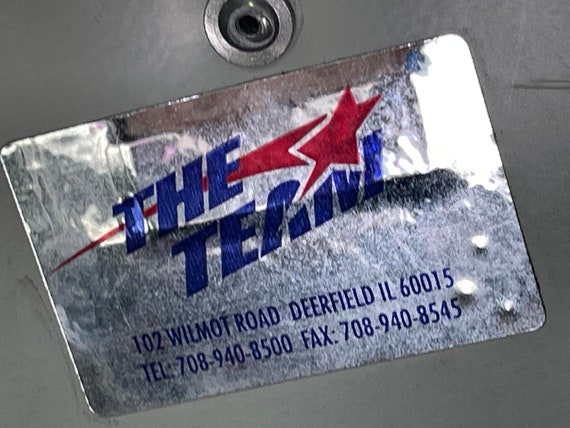 THE
TEAM
102 WILMOT ROAD DEERFIELD IL 60015
TEL: 708-940-8500 FAX: 708-940-8545